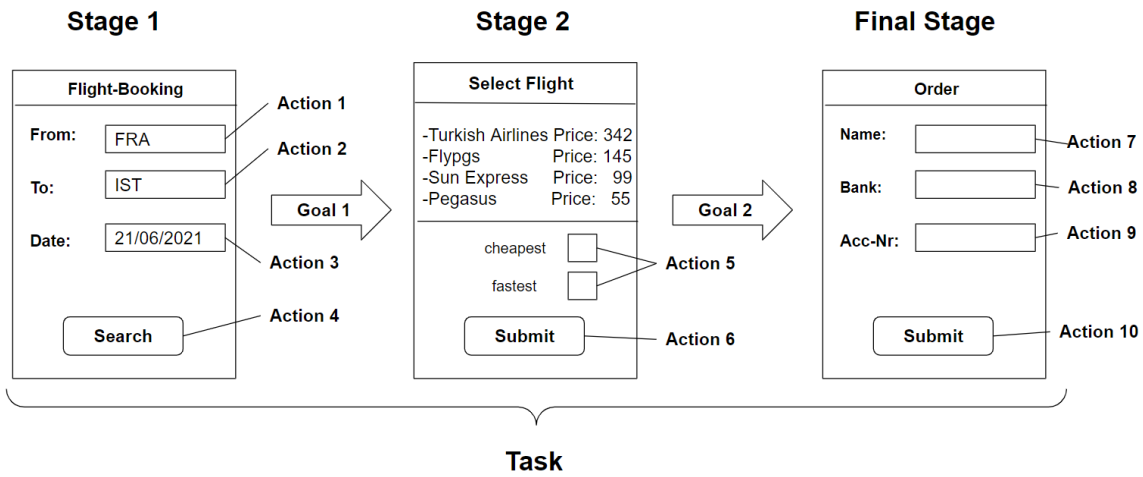 Stage 1
Flight-Booking
From: FRA
To: IST
Date: 21/06/2021
Search
Action 1
Action 2
Action 3
Action 4
Goal 1
Stage 2
Select Flight
-Turkish Airlines Price: 342
-Flypgs Price: 145
-Sun Express Price: 99
-Pegasus Price: 55
cheapest
fastest
Submit
Action 5
Action 6
Goal 2
Final Stage
Order
Name:
Bank:
Acc-Nr:
Submit
Action 7
Action 8
Action 9
Action 10
Task